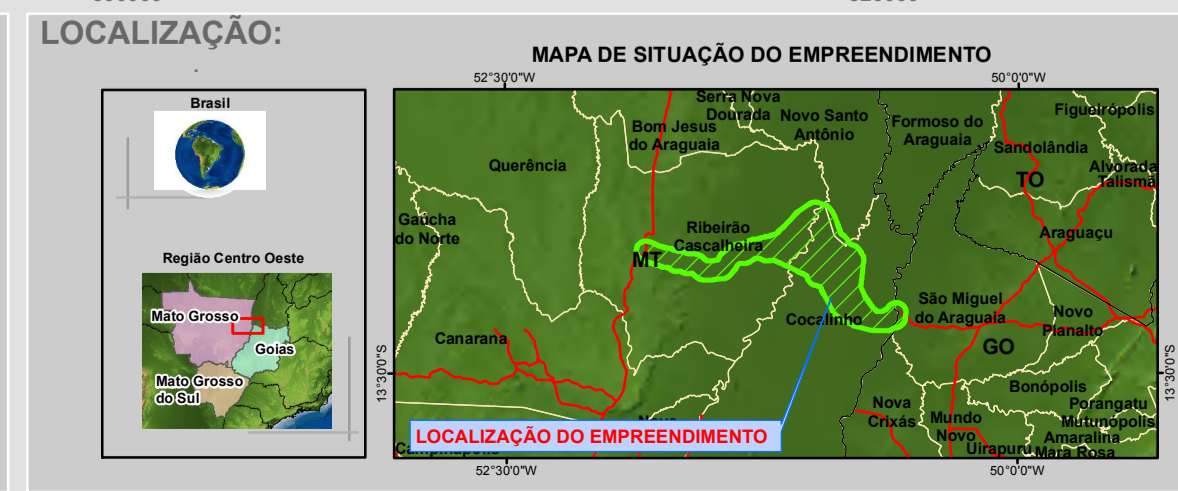 LOCALIZAÇÃO:
MAPA DE SITUAÇÃO DO EMPREENDIMENTO
Brasil
Região Centro Oeste
Mato Grosso
Goias
Mato Grosso
do Sul
52°30'0"W
50°0'0"W
Serra Nova
Dourada
Novo Santo
Antônio
Formoso do
Araguaia
Figueirópolis
Bom Jesus
do Araguaia
Sandolândia
Querência
Alvorada
TO
Talismã
Gaúcha
do Norte
Ribeirão
Cascalheira
Araguaçu
MT
São Miguel
do Araguaia
Novo
Planalto
Cocalinho
Canarana
GO
13°30'0"S
13°30'0"S
Bonópolis
Porangatu
Nova
Crixás
Mundo
Novo
Mutunópolis
Amaralina
LOCALIZAÇÃO DO EMPREENDIMENTO
Uirapuru
Mara Rosa
52°30'0"W
50°0'0"W